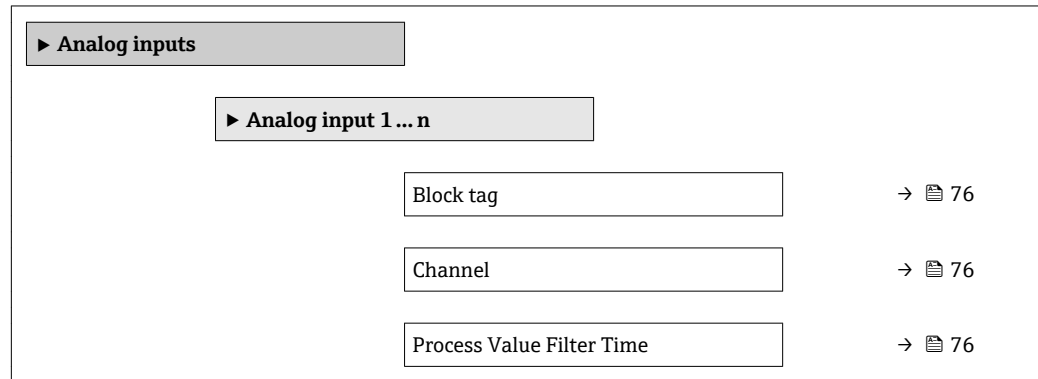 ▶ Analog inputs
▶ Analog input 1 … n
Block tag → 76
Channel → 76
Process Value Filter Time → 76